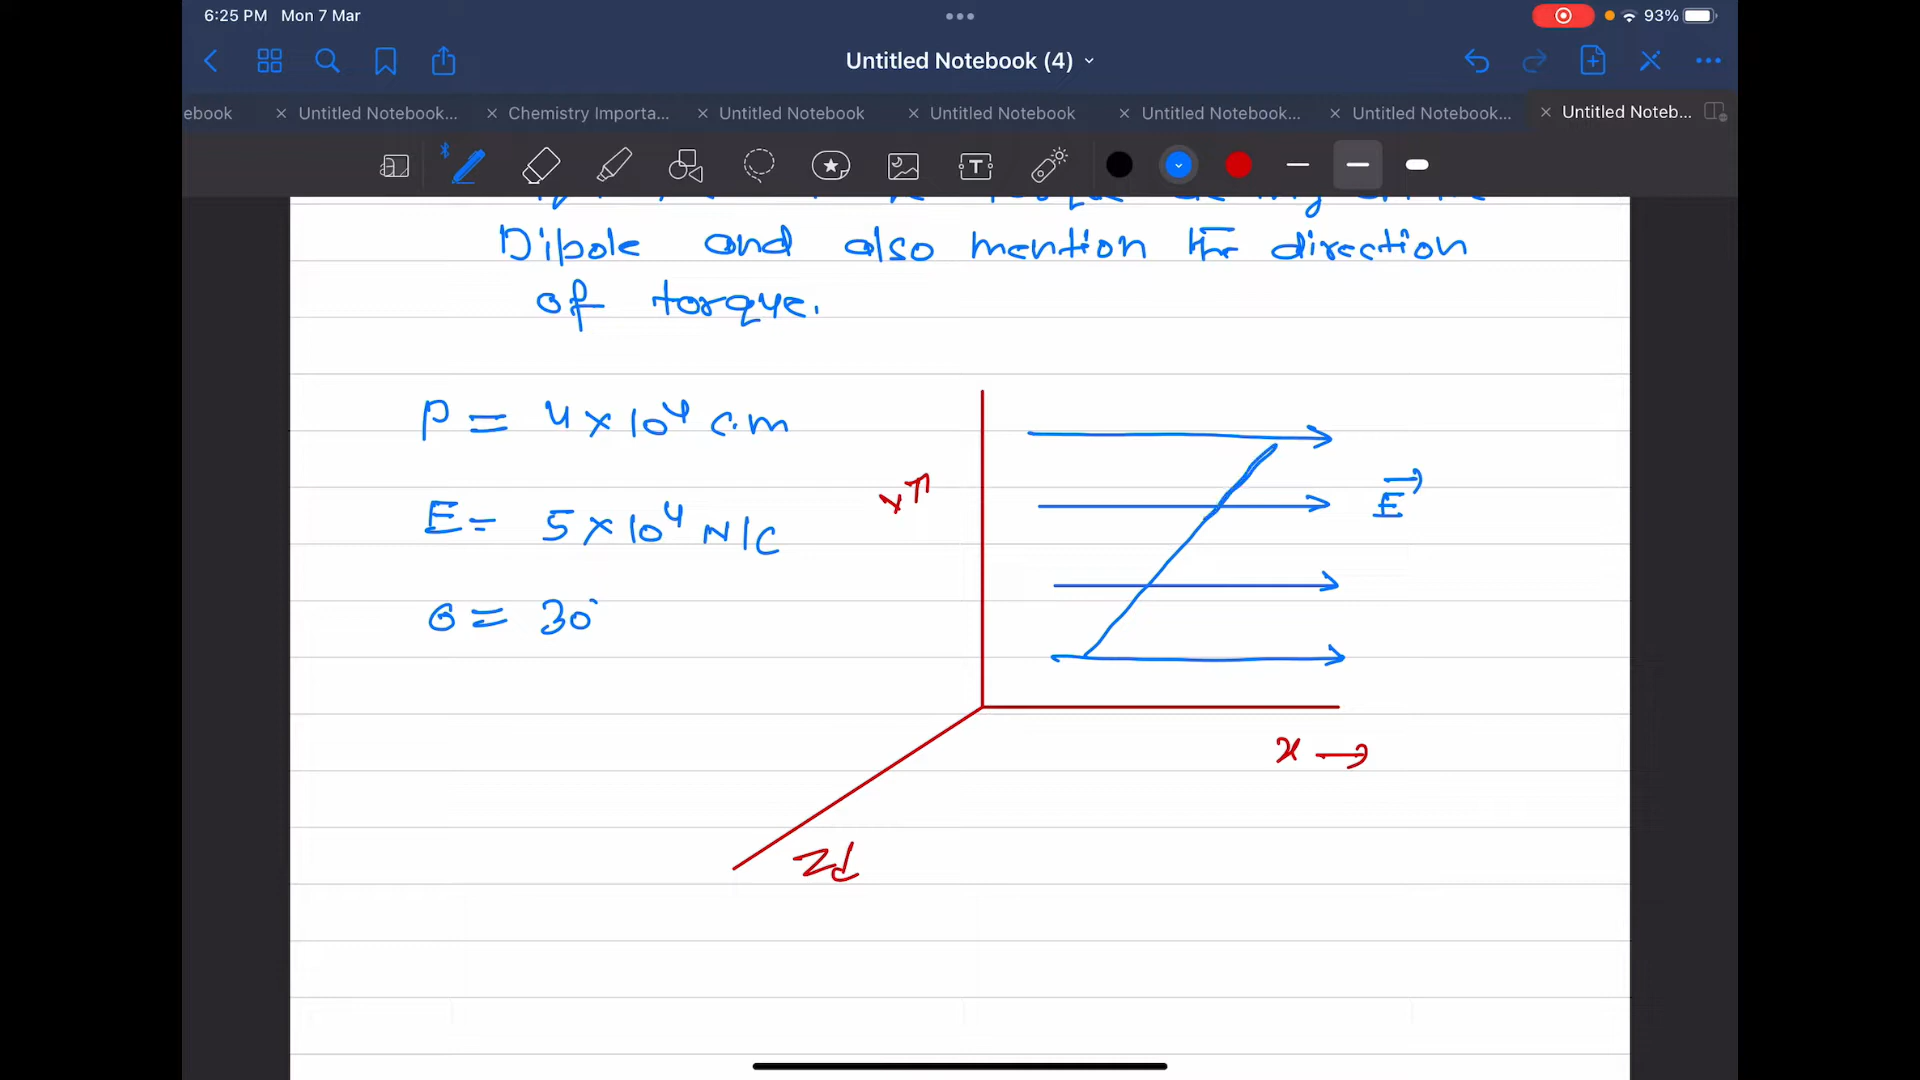 6:25 PM Mon 7 Mar
93%
Untitled Notebook (4)
ebook Untitled Notebook... Chemistry Importa... Untitled Notebook Untitled Notebook Untitled Notebook... Untitled Notebook... Untitled Noteb...
T
Dipole and also mention the direction
of torque.
P = 4 × 10⁴ C.m
E = 5 × 10⁴ N/C
θ = 30°
Y↑
E⃗
x →
Z